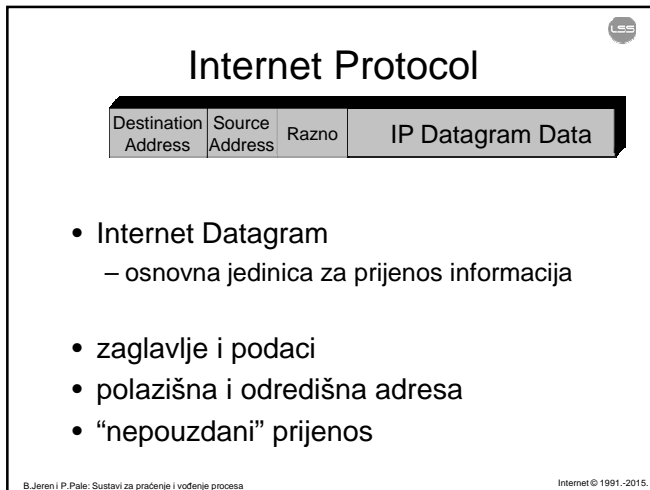 LSS
Internet Protocol
Destination Address
Source Address
Razno
IP Datagram Data
• Internet Datagram
– osnovna jedinica za prijenos informacija
• zaglavlje i podaci
• polazišna i odredišna adresa
• “nepouzdani” prijenos
B.Jeren i P.Pale: Sustavi za praćenje i vođenje procesa
Internet © 1991.-2015.